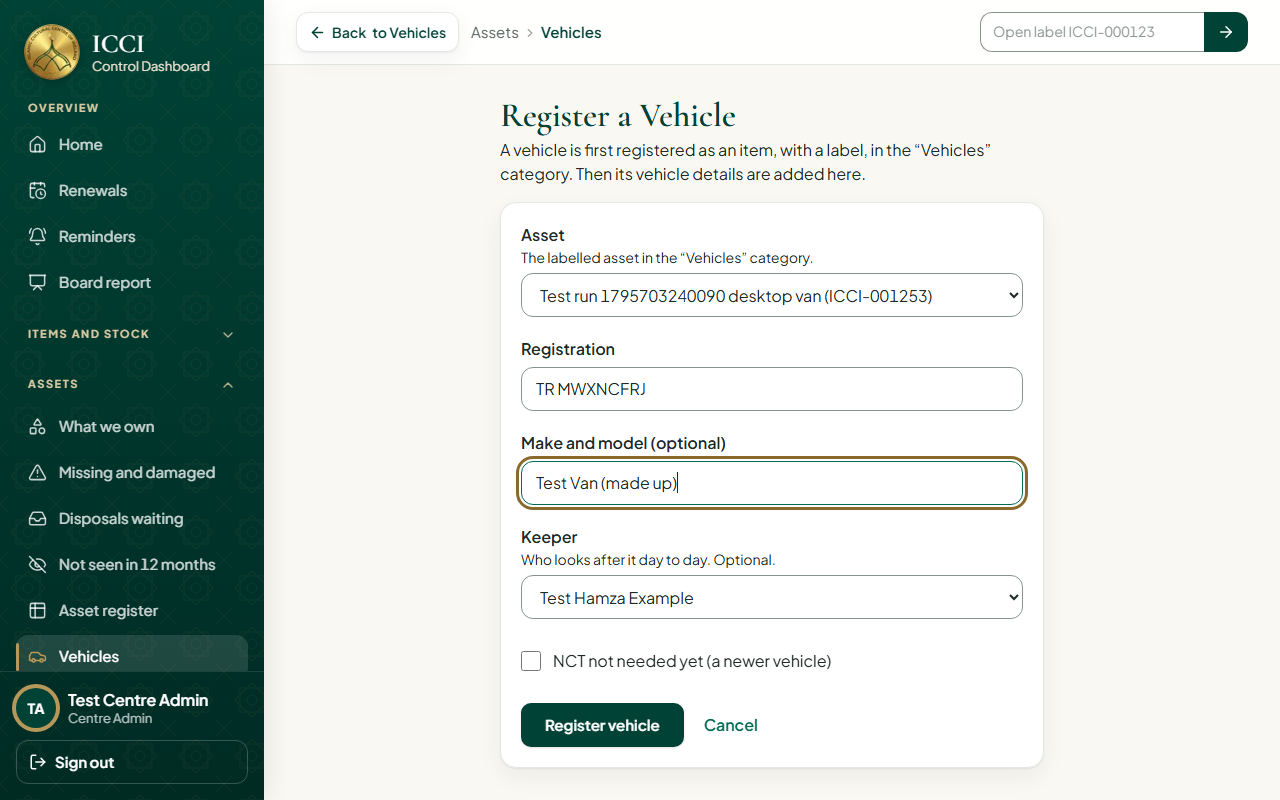 ICCI
Control Dashboard
OVERVIEW
Home
Renewals
Reminders
Board report
ITEMS AND STOCK
ASSETS
What we own
Missing and damaged
Disposals waiting
Not seen in 12 months
Asset register
Vehicles
TA
Test Centre Admin
Centre Admin
Sign out
Back to Vehicles
Assets
Vehicles
Open label ICCI-000123
Register a Vehicle
A vehicle is first registered as an item, with a label, in the “Vehicles”
category. Then its vehicle details are added here.
Asset
The labelled asset in the “Vehicles” category.
Test run 1795703240090 desktop van (ICCI-001253)
Registration
TR MWXNCFRJ
Make and model (optional)
Test Van (made up)
Keeper
Who looks after it day to day. Optional.
Test Hamza Example
NCT not needed yet (a newer vehicle)
Register vehicle
Cancel